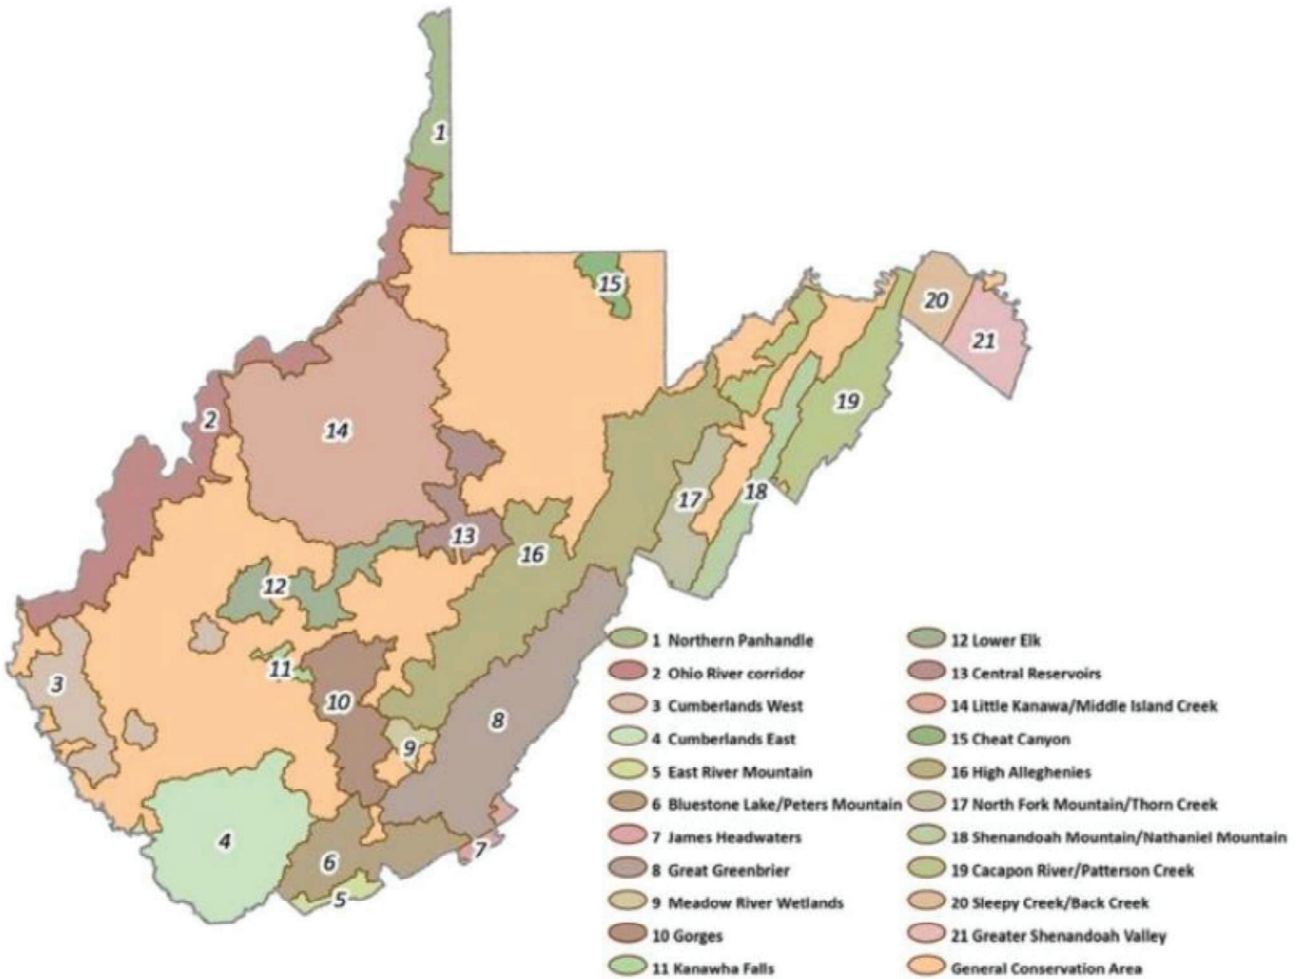 1
15
20
21
2
14
19
17
18
13
16
12
11
3
10
8
9
4
6
5
7
1 Northern Panhandle
2 Ohio River corridor
3 Cumberlands West
4 Cumberlands East
5 East River Mountain
6 Bluestone Lake/Peters Mountain
7 James Headwaters
8 Great Greenbrier
9 Meadow River Wetlands
10 Gorges
11 Kanawha Falls
12 Lower Elk
13 Central Reservoirs
14 Little Kanawa/Middle Island Creek
15 Cheat Canyon
16 High Alleghenies
17 North Fork Mountain/Thorn Creek
18 Shenandoah Mountain/Nathaniel Mountain
19 Cacapon River/Patterson Creek
20 Sleepy Creek/Back Creek
21 Greater Shenandoah Valley
General Conservation Area